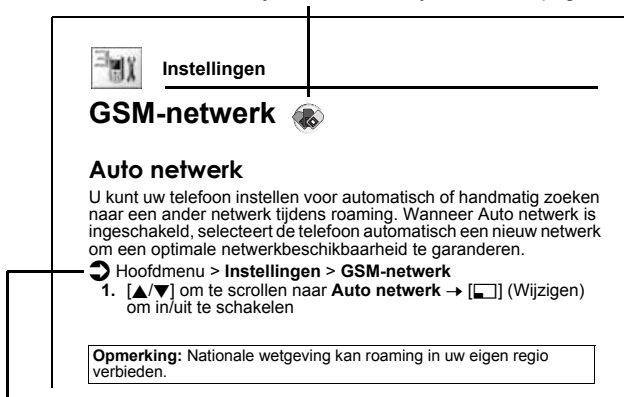 Instellingen
GSM-netwerk
Auto netwerk
U kunt uw telefoon instellen voor automatisch of handmatig zoeken
naar een ander netwerk tijdens roaming. Wanneer Auto netwerk is
ingeschakeld, selecteert de telefoon automatisch een nieuw netwerk
om een optimale netwerkbeschikbaarheid te garanderen.
Hoofdmenu > Instellingen > GSM-netwerk
1. [▲/▼] om te scrollen naar Auto netwerk → [ ] (Wijzigen)
om in/uit te schakelen
Opmerking: Nationale wetgeving kan roaming in uw eigen regio
verbieden.